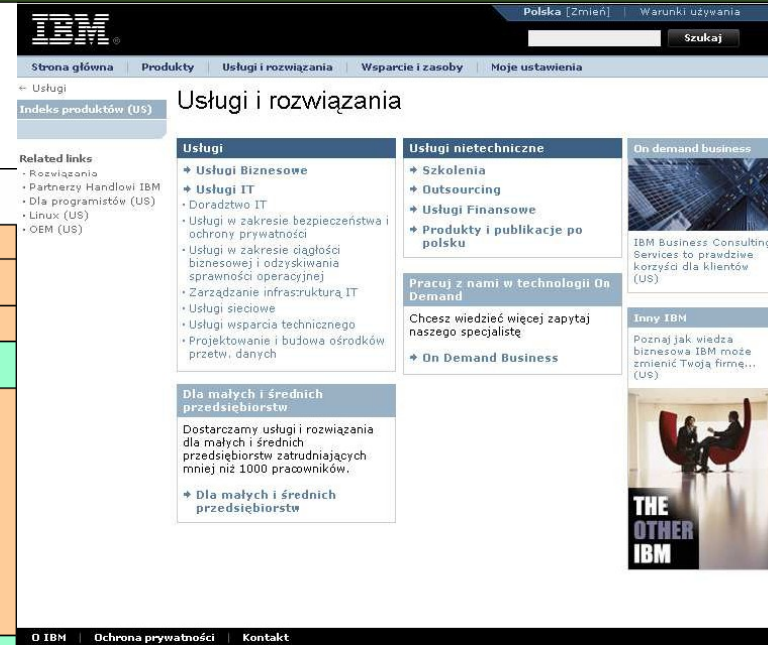 Polska [Zmień] | Warunki używania
IBM®
Szukaj
Strona główna | Produkty | Usługi i rozwiązania | Wsparcie i zasoby | Moje ustawienia
← Usługi
Indeks produktów (US)
Related links
· Rozwiązania
· Partnerzy Handlowi IBM
· Dla programistów (US)
· Linux (US)
· OEM (US)
Usługi i rozwiązania
Usługi
Usługi Biznesowe
Usługi IT
· Doradztwo IT
· Usługi w zakresie bezpieczeństwa i
ochrony prywatności
· Usługi w zakresie ciągłości
biznesowej i odzyskiwania
sprawności operacyjnej
· Zarządzanie infrastrukturą IT
· Usługi sieciowe
· Usługi wsparcia technicznego
· Projektowanie i budowa ośrodków
przetw. danych
Dla małych i średnich
przedsiębiorstw
Dostarczamy usługi i rozwiązania
dla małych i średnich
przedsiębiorstw zatrudniających
mniej niż 1000 pracowników.
Dla małych i średnich
przedsiębiorstw
Usługi nietechniczne
Szkolenia
Outsourcing
Usługi Finansowe
Produkty i publikacje po
polsku
Pracuj z nami w technologii On
Demand
Chcesz wiedzieć więcej zapytaj
naszego specjalistę
On Demand Business
On demand business
IBM Business Consulting
Services to prawdziwe
korzyści dla klientów
(US)
Inny IBM
Poznaj jak wiedza
biznesowa IBM może
zmienić Twoją firmę...
(US)
THE
OTHER
IBM
O IBM | Ochrona prywatności | Kontakt